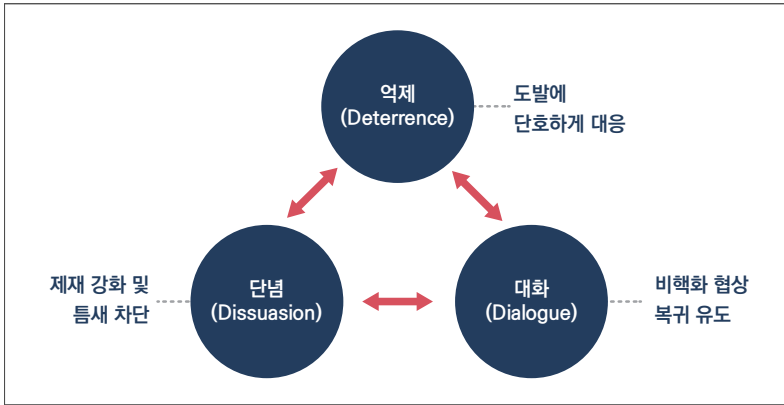 억제
(Deterrence)
도발에
단호하게 대응
제재 강화 및
틈새 차단
단념
(Dissuasion)
대화
(Dialogue)
비핵화 협상
복귀 유도